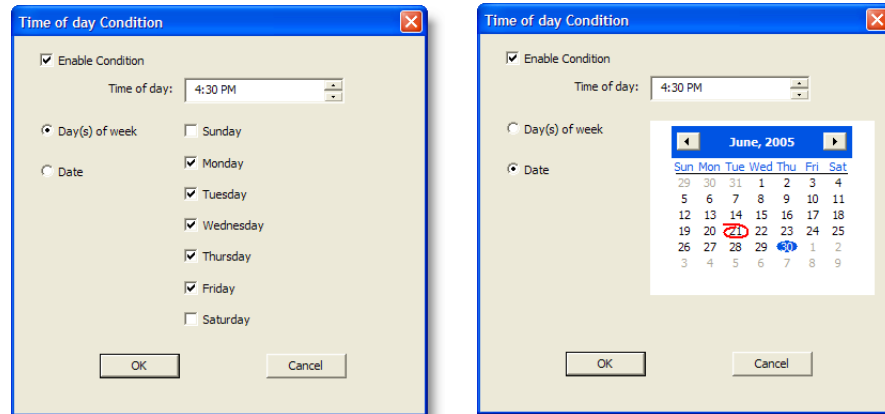 Time of day Condition
Enable Condition
Time of day: 4:30 PM
Day(s) of week
Date
Sunday
Monday
Tuesday
Wednesday
Thursday
Friday
Saturday
OK Cancel
Time of day Condition
Enable Condition
Time of day: 4:30 PM
Day(s) of week
Date
June, 2005
Sun Mon Tue Wed Thu Fri Sat
29 30 31 1 2 3 4
5 6 7 8 9 10 11
12 13 14 15 16 17 18
19 20 21 22 23 24 25
26 27 28 29 30 1 2
3 4 5 6 7 8 9
OK Cancel